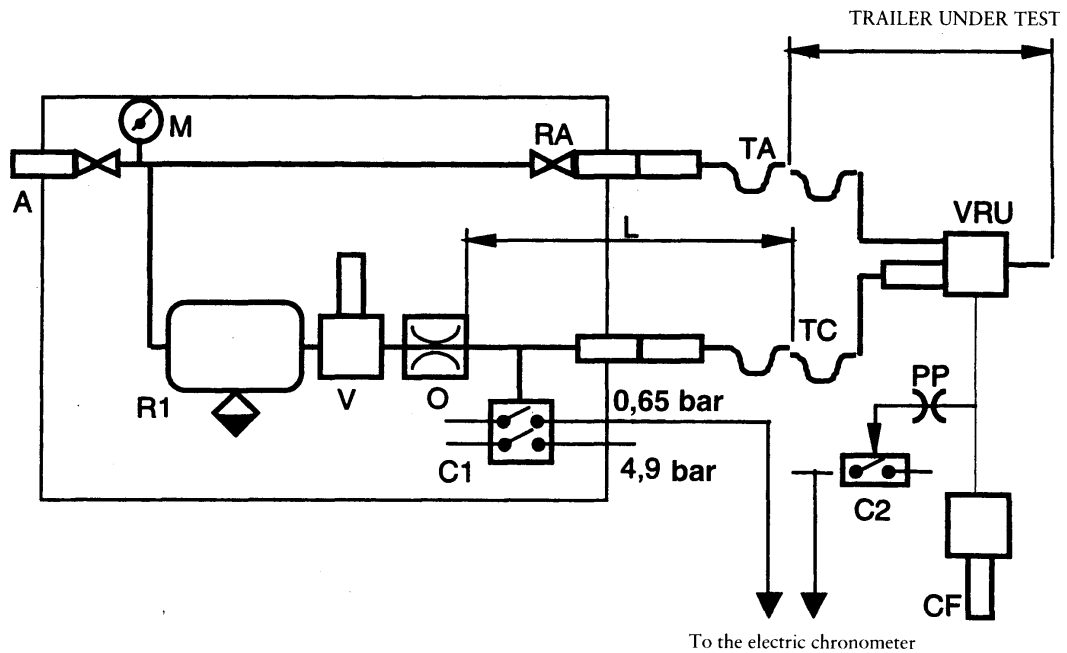 TRAILER UNDER TEST
M
RA
TA
A
VRU
L
TC
R1
V
O
PP
0,65 bar
C1
4,9 bar
C2
CF
To the electric chronometer